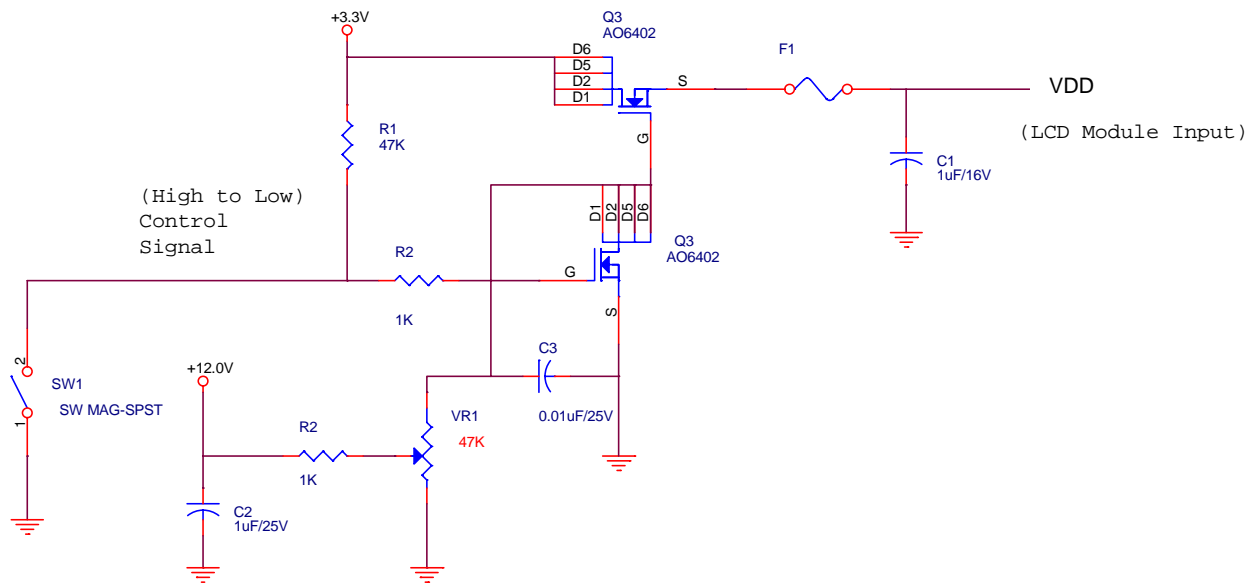 +3.3V
Q3
AO6402
D6
D5
D2
D1
S
G
F1
VDD
(LCD Module Input)
R1
47K
C1
1uF/16V
(High to Low)
Control
Signal
D1
D2
D5
D6
Q3
AO6402
G
S
R2
1K
2
SW1
SW MAG-SPST
1
+12.0V
C3
0.01uF/25V
VR1
47K
R2
1K
C2
1uF/25V